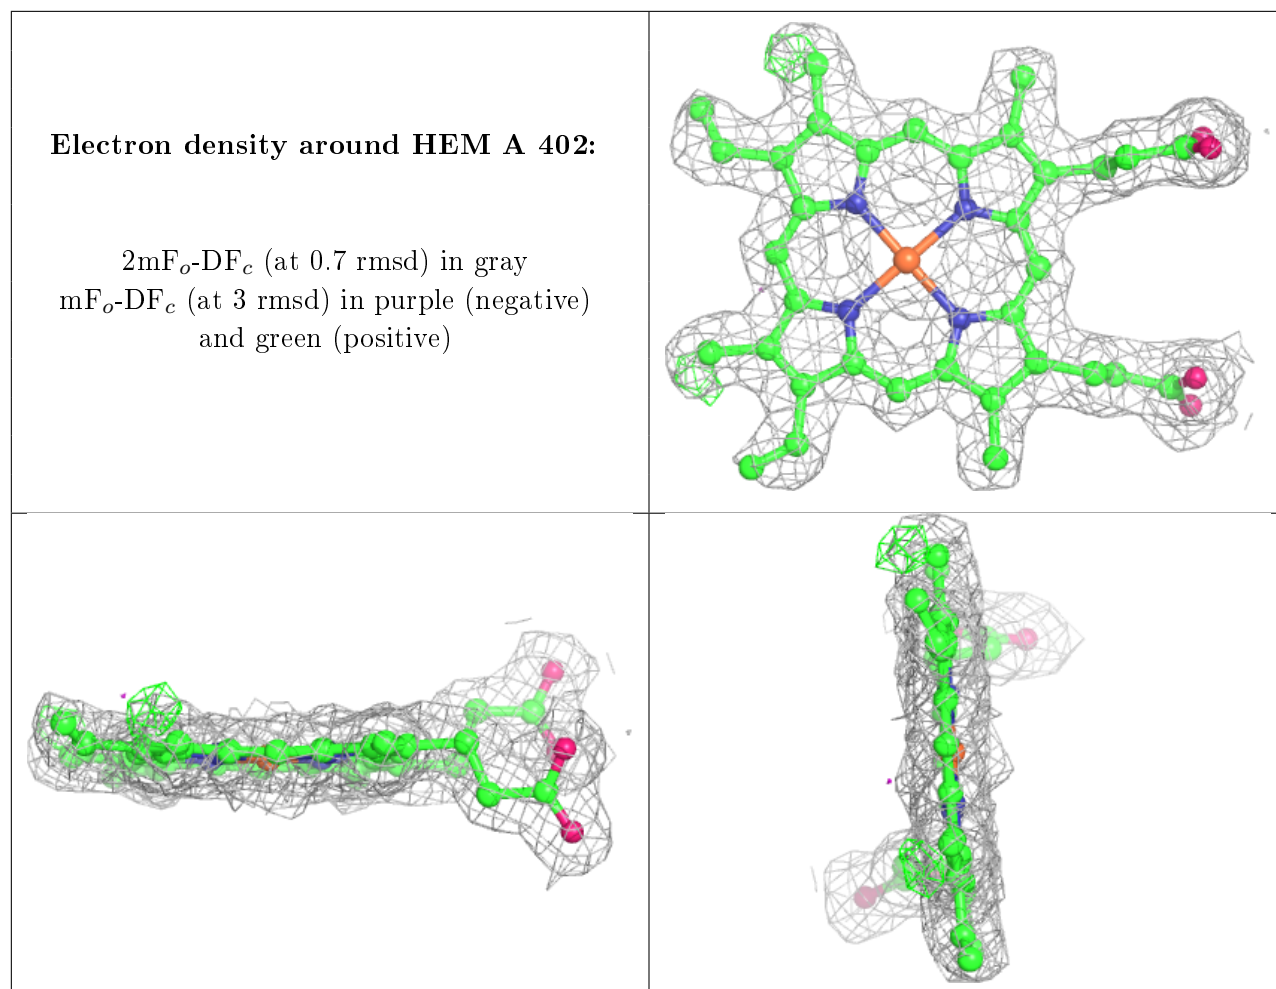 Electron density around HEM A 402:
2mFₒ-DF𝒸 (at 0.7 rmsd) in gray
mFₒ-DF𝒸 (at 3 rmsd) in purple (negative)
and green (positive)